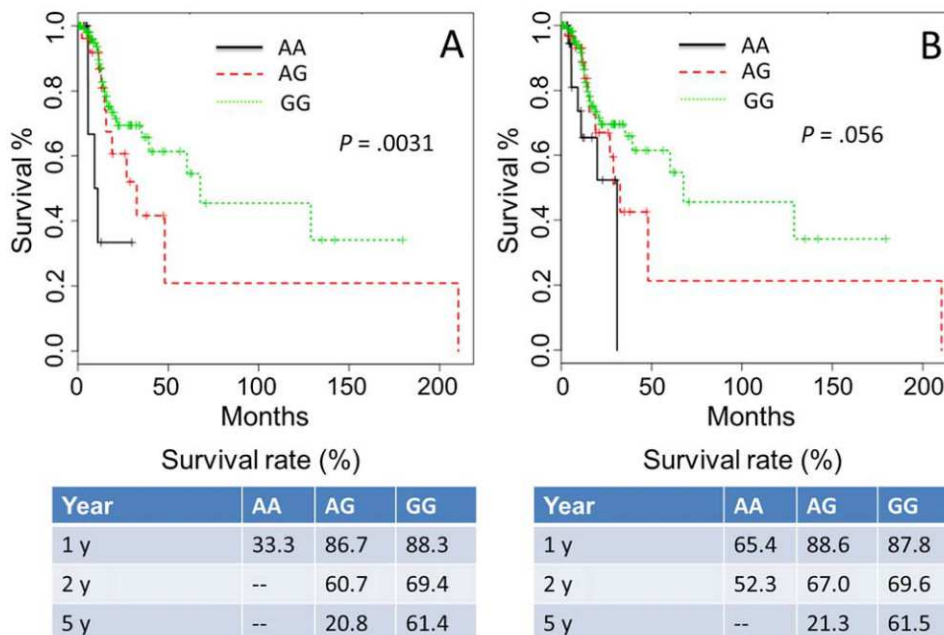 A
AA
AG
GG
P = .0031
Survival %
1.0
0.8
0.6
0.4
0.2
0.0
0 50 100 150 200
Months
B
AA
AG
GG
P = .056
Survival %
1.0
0.8
0.6
0.4
0.2
0.0
0 50 100 150 200
Months
Survival rate (%)
Year AA AG GG
1 y 33.3 86.7 88.3
2 y -- 60.7 69.4
5 y -- 20.8 61.4
Survival rate (%)
Year AA AG GG
1 y 65.4 88.6 87.8
2 y 52.3 67.0 69.6
5 y -- 21.3 61.5